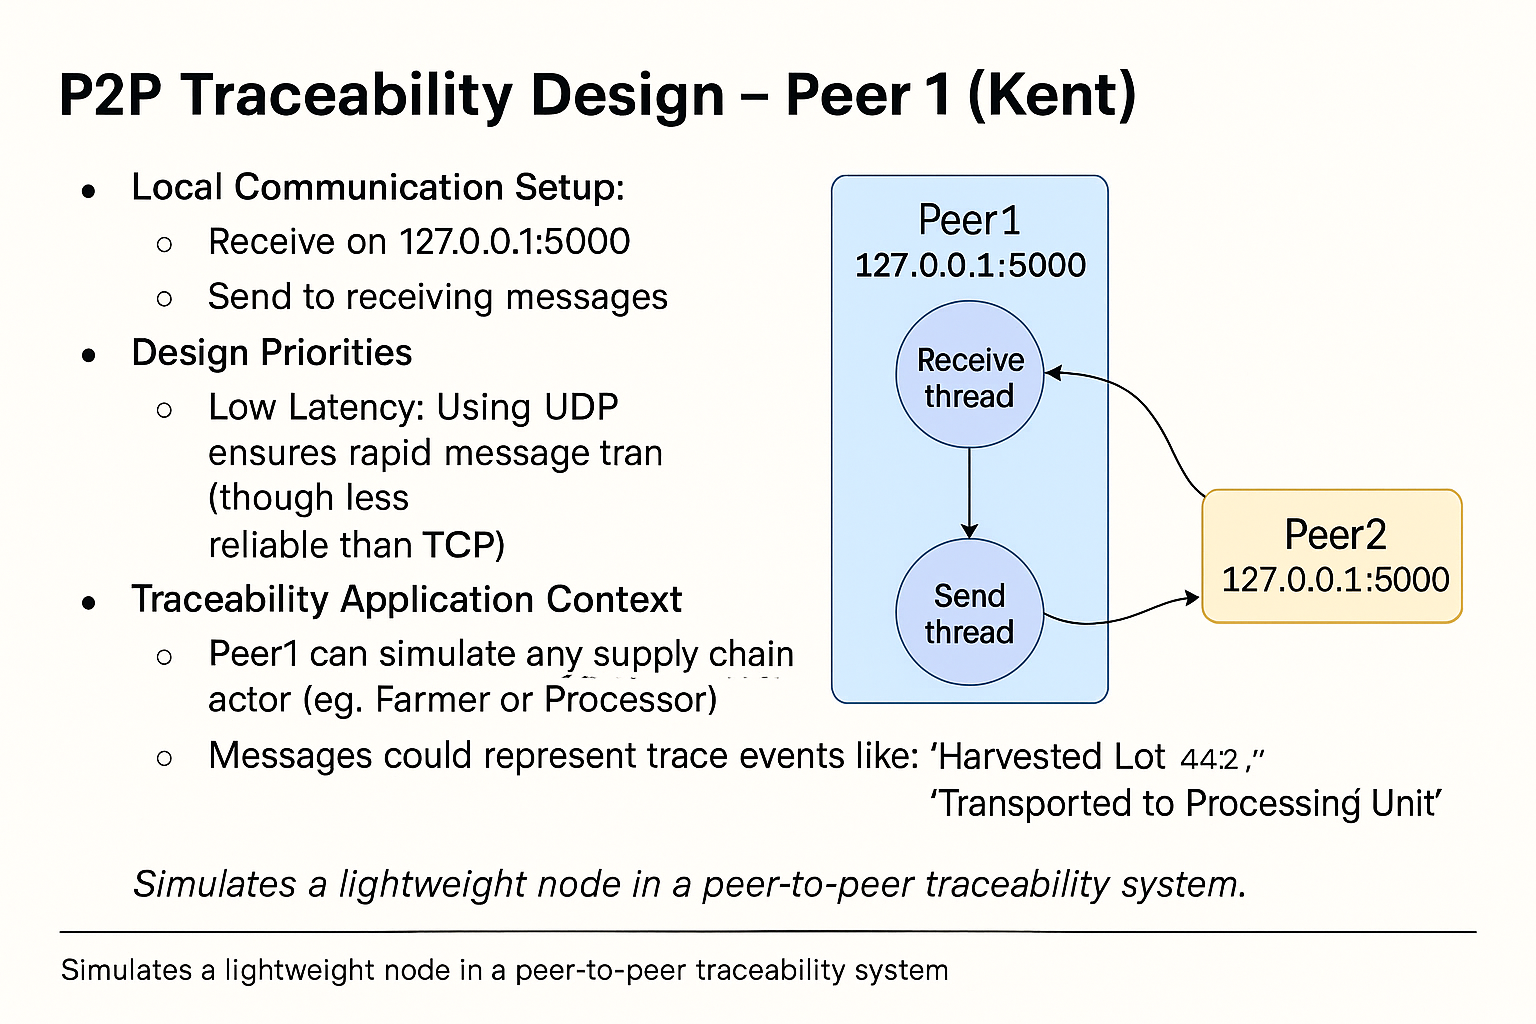 P2P Traceability Design – Peer 1 (Kent)
• Local Communication Setup:
○ Receive on 127.0.0.1:5000
○ Send to receiving messages
• Design Priorities
○ Low Latency: Using UDP
ensures rapid message tran
(though less
reliable than TCP)
• Traceability Application Context
○ Peer1 can simulate any supply chain
actor (eg. Farmer or Processor)
○ Messages could represent trace events like: ‘Harvested Lot 44:2 ,”
‘Transported to Processing Unit’
Peer1
127.0.0.1:5000
Receive
thread
Send
thread
Peer2
127.0.0.1:5000
Simulates a lightweight node in a peer-to-peer traceability system.
Simulates a lightweight node in a peer-to-peer traceability system